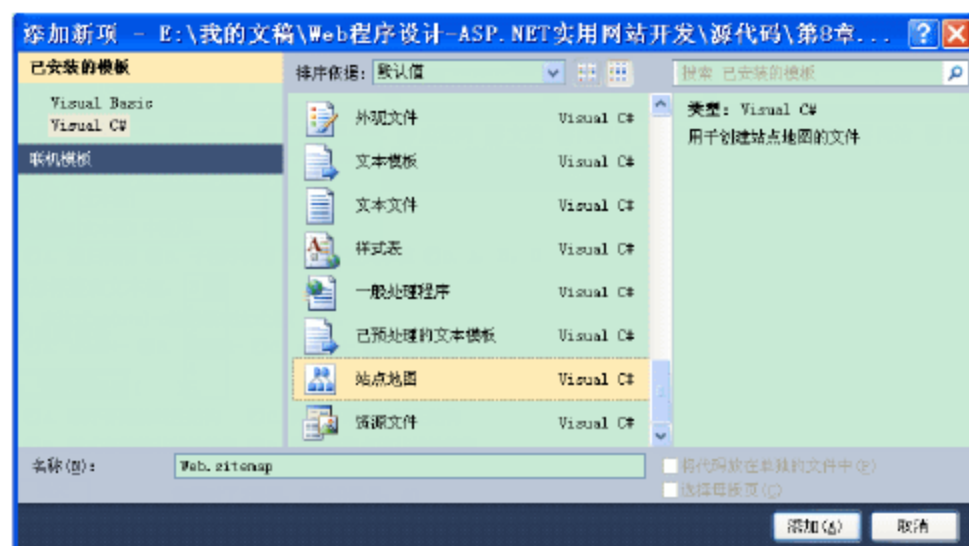 添加新项 - E:\我的文稿\Web程序设计-ASP.NET实用网站开发\源代码\第8章...
已安装的模板
排序依据: 默认值
搜索 已安装的模板
Visual Basic
Visual C#
联机模板
外观文件 Visual C#
文本模板 Visual C#
文本文件 Visual C#
样式表 Visual C#
一般处理程序 Visual C#
已预处理的文本模板 Visual C#
站点地图 Visual C#
资源文件 Visual C#
类型: Visual C#
用于创建站点地图的文件
名称(N): Web.sitemap
将代码放在单独的文件中(P)
选择母版页(S)
添加(A) 取消